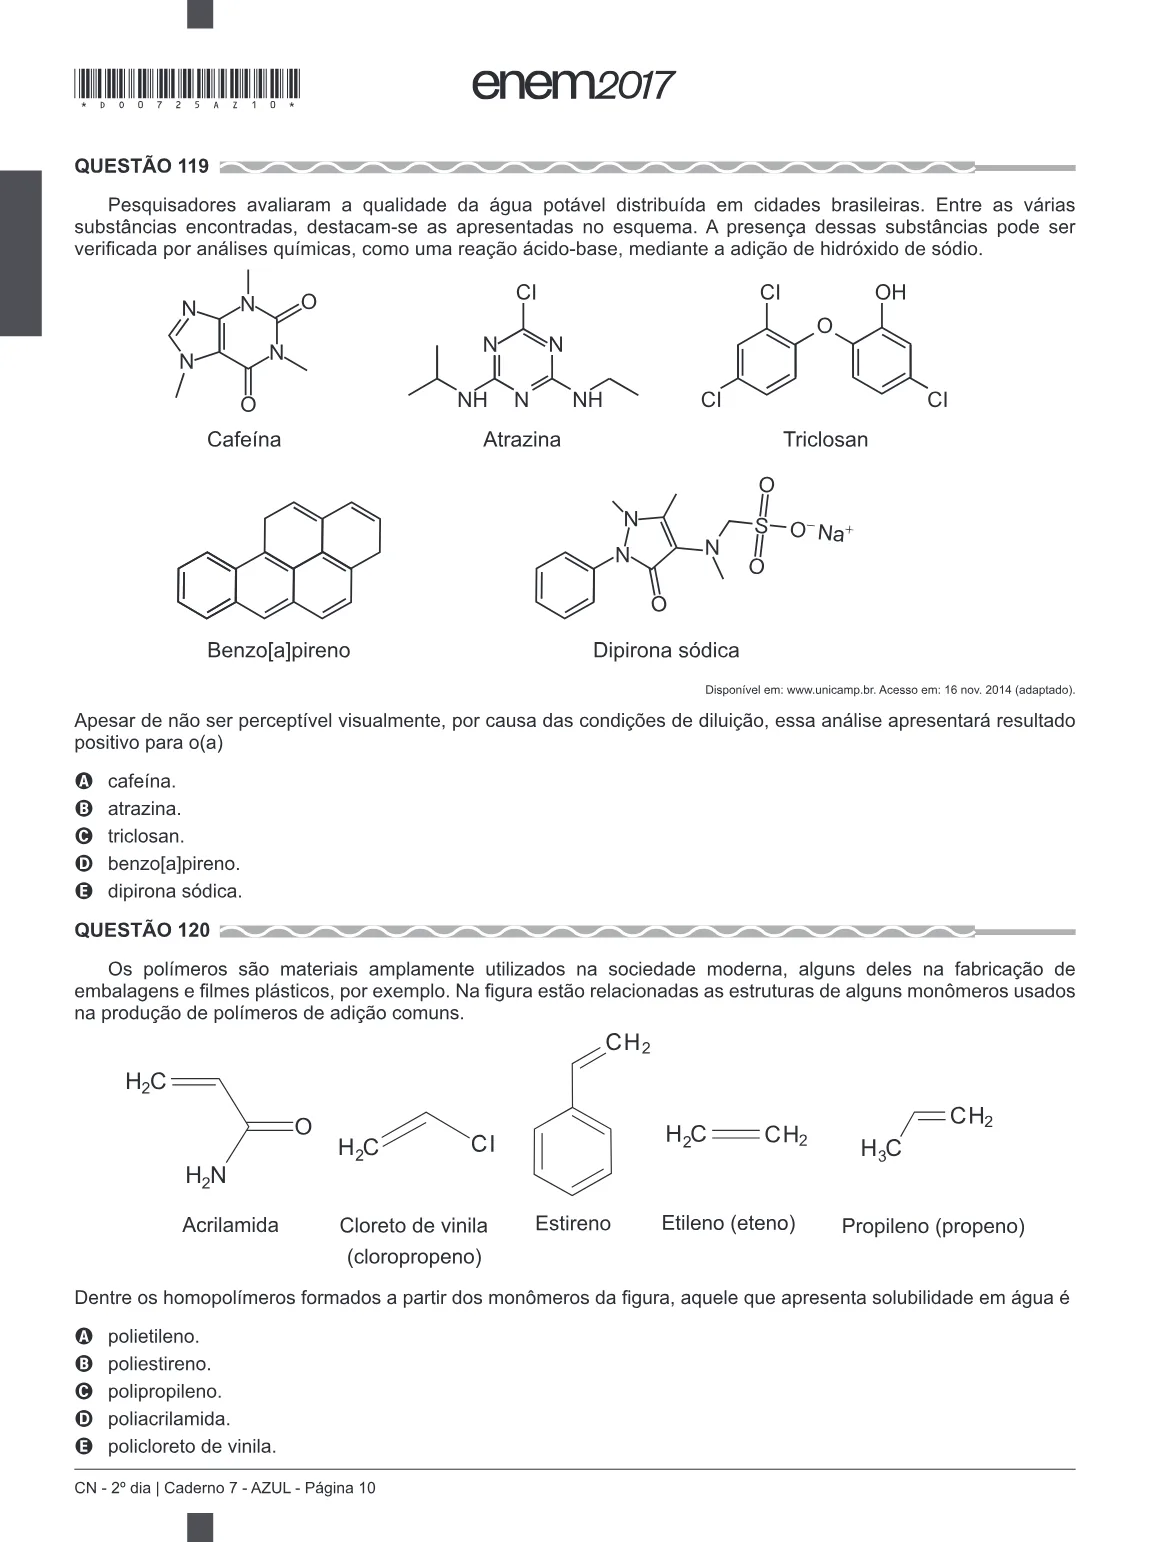 *D00725AZ10*
enem2017
QUESTÃO 119
Pesquisadores avaliaram a qualidade da água potável distribuída em cidades brasileiras. Entre as várias
substâncias encontradas, destacam-se as apresentadas no esquema. A presença dessas substâncias pode ser
verificada por análises químicas, como uma reação ácido-base, mediante a adição de hidróxido de sódio.
N N O N N O
Cl N N NH N NH
Cl OH O Cl Cl
Cafeína
Atrazina
Triclosan
N N O N S O O O⁻ Na⁺
Benzo[a]pireno
Dipirona sódica
Disponível em: www.unicamp.br. Acesso em: 16 nov. 2014 (adaptado).
Apesar de não ser perceptível visualmente, por causa das condições de diluição, essa análise apresentará resultado
positivo para o(a)
A cafeína.
B atrazina.
C triclosan.
D benzo[a]pireno.
E dipirona sódica.
QUESTÃO 120
Os polímeros são materiais amplamente utilizados na sociedade moderna, alguns deles na fabricação de
embalagens e filmes plásticos, por exemplo. Na figura estão relacionadas as estruturas de alguns monômeros usados
na produção de polímeros de adição comuns.
H₂C O H₂N
H₂C Cl
CH₂
H₂C CH₂
H₃C CH₂
Acrilamida
Cloreto de vinila
(cloropropeno)
Estireno
Etileno (eteno)
Propileno (propeno)
Dentre os homopolímeros formados a partir dos monômeros da figura, aquele que apresenta solubilidade em água é
A polietileno.
B poliestireno.
C polipropileno.
D poliacrilamida.
E policloreto de vinila.
CN - 2º dia | Caderno 7 - AZUL - Página 10